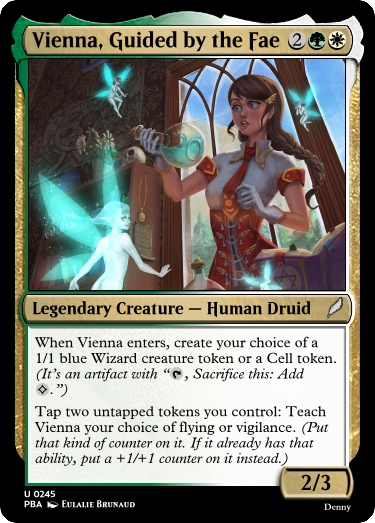 Vienna, Guided by the Fae 2
Legendary Creature — Human Druid
When Vienna enters, create your choice of a
1/1 blue Wizard creature token or a Cell token.
(It's an artifact with “, Sacrifice this: Add
.”)
Tap two untapped tokens you control: Teach
Vienna your choice of flying or vigilance. (Put
that kind of counter on it. If it already has that
ability, put a +1/+1 counter on it instead.)
2/3
U 0245
PBA Eulalie Brunaud
Denny